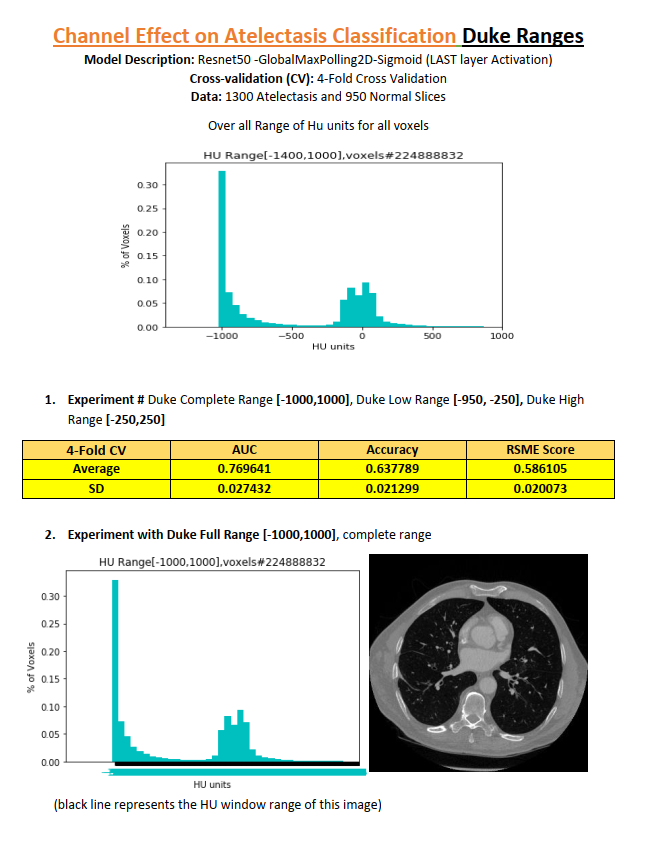 Channel Effect on Atelectasis Classification Duke Ranges
Model Description: Resnet50 -GlobalMaxPolling2D-Sigmoid (LAST layer Activation)
Cross-validation (CV): 4-Fold Cross Validation
Data: 1300 Atelectasis and 950 Normal Slices
Over all Range of Hu units for all voxels
HU Range[-1400,1000],voxels#224888832
% of Voxels
0.30
0.25
0.20
0.15
0.10
0.05
0.00
−1000 −500 0 500 1000
HU units
1. Experiment # Duke Complete Range [-1000,1000], Duke Low Range [-950, -250], Duke High
Range [-250,250]
4-Fold CV AUC Accuracy RSME Score
Average 0.769641 0.637789 0.586105
SD 0.027432 0.021299 0.020073
2. Experiment with Duke Full Range [-1000,1000], complete range
HU Range[-1000,1000],voxels#224888832
% of Voxels
0.30
0.25
0.20
0.15
0.10
0.05
0.00
HU units
(black line represents the HU window range of this image)